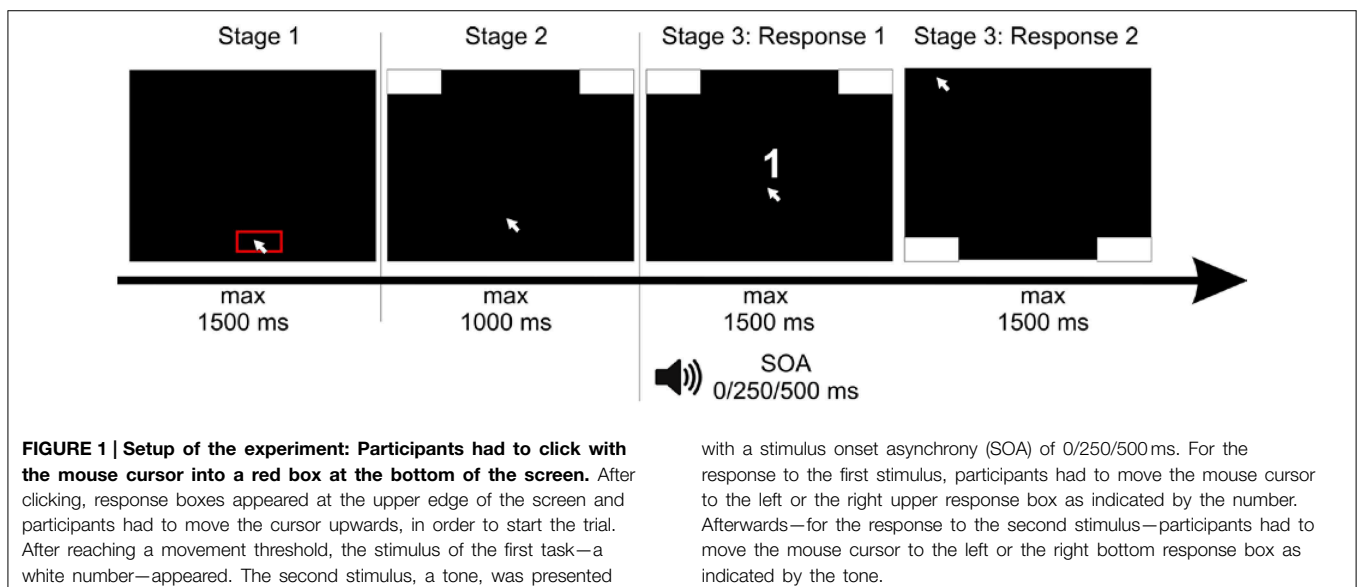 Stage 1
Stage 2
Stage 3: Response 1
Stage 3: Response 2
1
max
1500 ms
max
1000 ms
max
1500 ms
max
1500 ms
SOA
0/250/500 ms
FIGURE 1 | Setup of the experiment: Participants had to click with
the mouse cursor into a red box at the bottom of the screen. After
clicking, response boxes appeared at the upper edge of the screen and
participants had to move the cursor upwards, in order to start the trial.
After reaching a movement threshold, the stimulus of the first task—a
white number—appeared. The second stimulus, a tone, was presented
with a stimulus onset asynchrony (SOA) of 0/250/500 ms. For the
response to the first stimulus, participants had to move the mouse cursor
to the left or the right upper response box as indicated by the number.
Afterwards—for the response to the second stimulus—participants had to
move the mouse cursor to the left or the right bottom response box as
indicated by the tone.